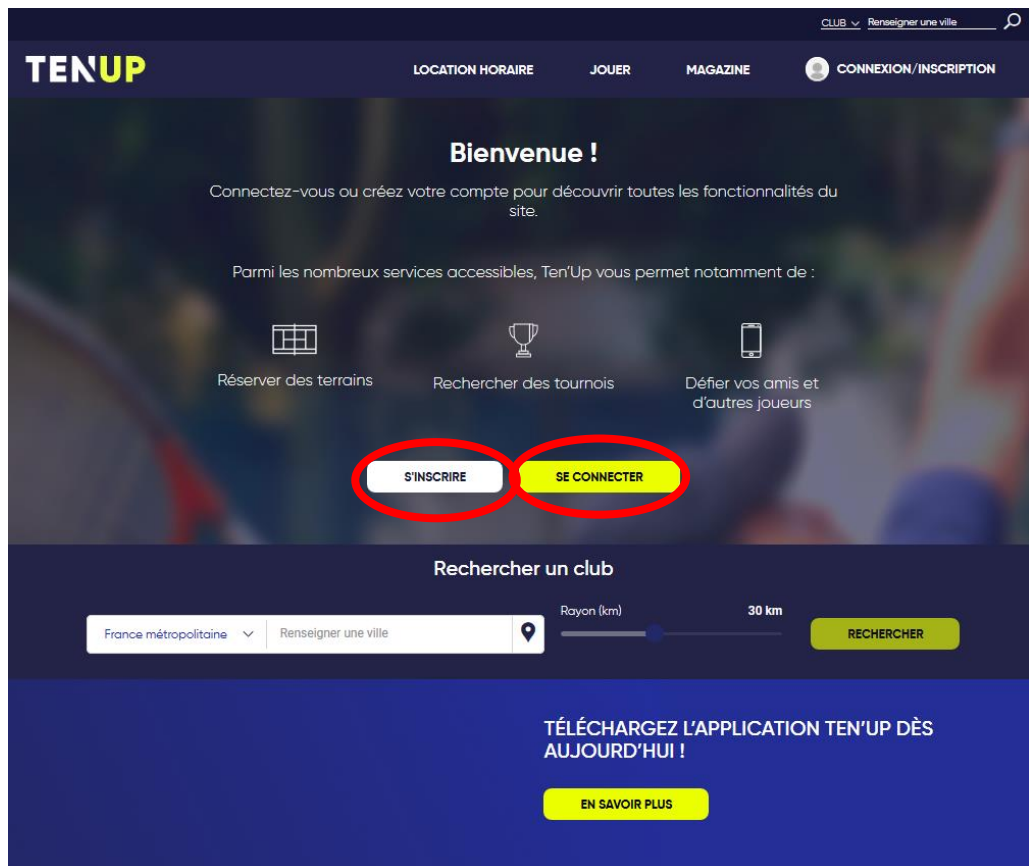 CLUB Renseigner une ville
TEN'UP LOCATION HORAIRE JOUER MAGAZINE CONNEXION/INSCRIPTION
Bienvenue !
Connectez-vous ou créez votre compte pour découvrir toutes les fonctionnalités du
site.
Parmi les nombreux services accessibles, Ten'Up vous permet notamment de :
Réserver des terrains
Rechercher des tournois
Défier vos amis et
d'autres joueurs
S'INSCRIRE SE CONNECTER
Rechercher un club
Rayon (km) 30 km
France métropolitaine Renseigner une ville RECHERCHER
TÉLÉCHARGEZ L'APPLICATION TEN'UP DÈS
AUJOURD'HUI !
EN SAVOIR PLUS